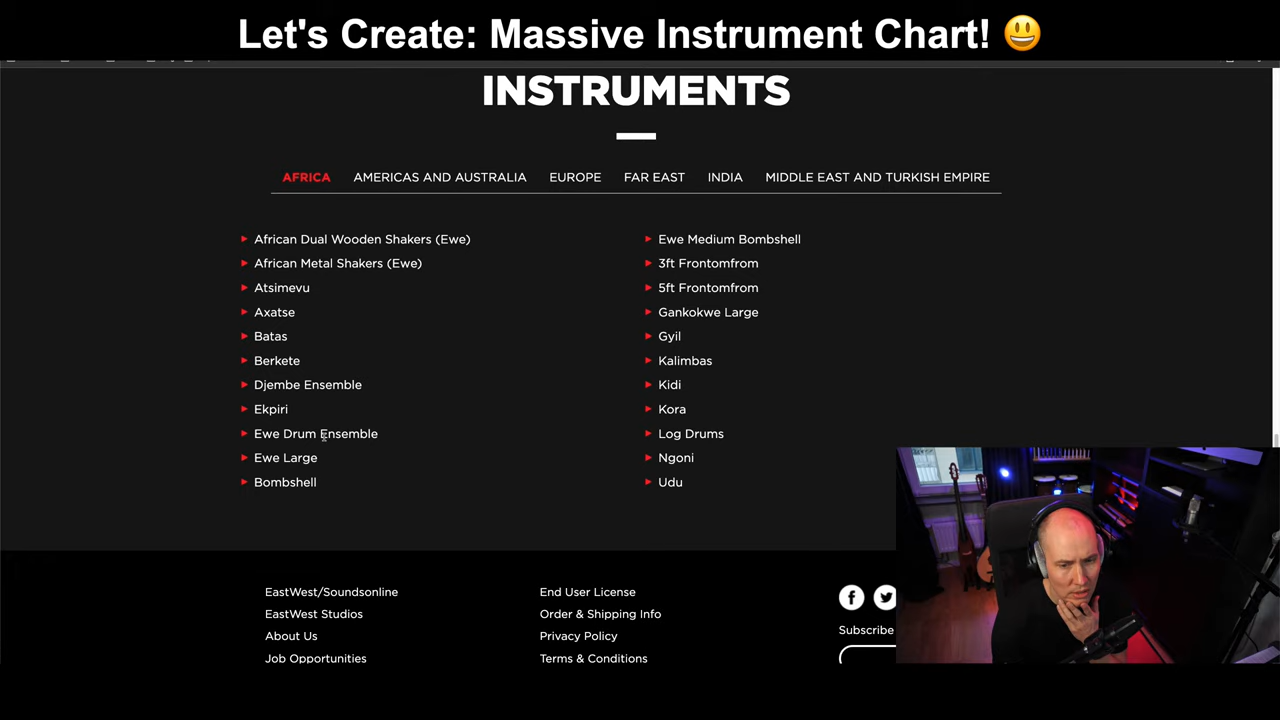 Let's Create: Massive Instrument Chart! 😃
INSTRUMENTS
AFRICA
AMERICAS AND AUSTRALIA
EUROPE
FAR EAST
INDIA
MIDDLE EAST AND TURKISH EMPIRE
African Dual Wooden Shakers (Ewe)
African Metal Shakers (Ewe)
Atsimevu
Axatse
Batas
Berkete
Djembe Ensemble
Ekpiri
Ewe Drum Ensemble
Ewe Large
Bombshell
Ewe Medium Bombshell
3ft Frontomfrom
5ft Frontomfrom
Gankokwe Large
Gyil
Kalimbas
Kidi
Kora
Log Drums
Ngoni
Udu
EastWest/Soundsonline
EastWest Studios
About Us
Job Opportunities
End User License
Order & Shipping Info
Privacy Policy
Terms & Conditions
Subscribe